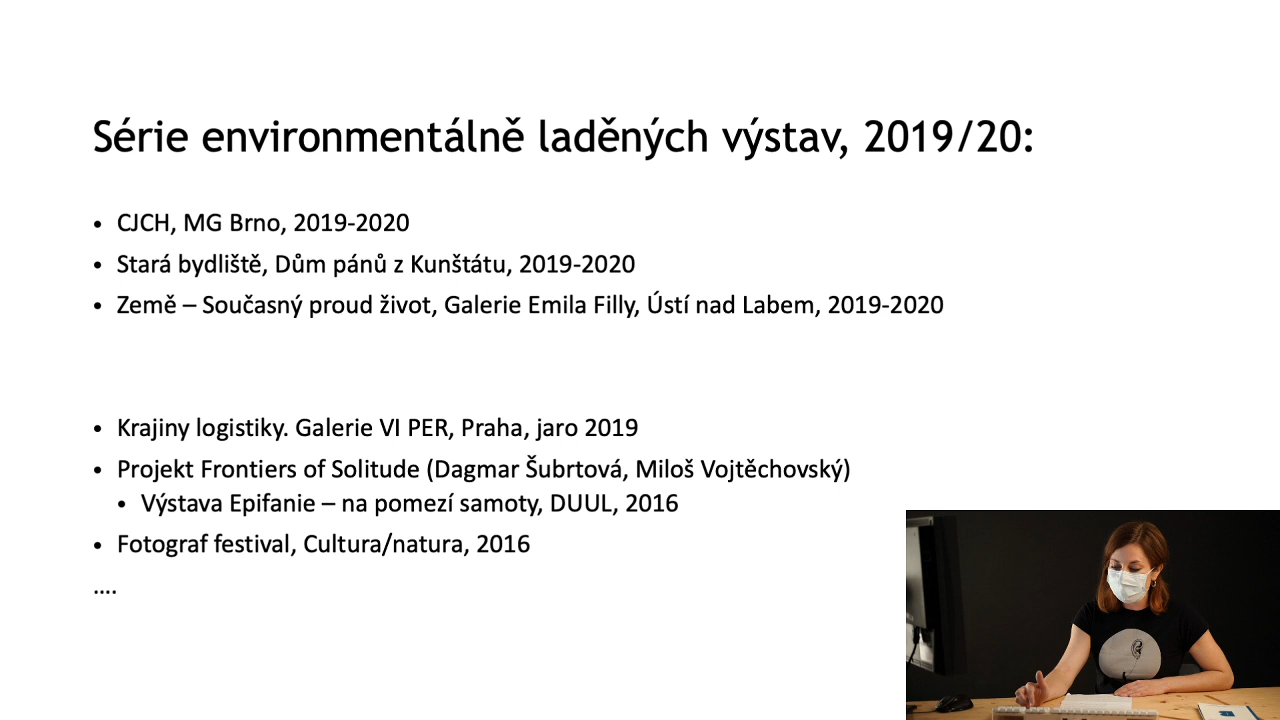 Série environmentálně laděných výstav, 2019/20:
• CJCH, MG Brno, 2019-2020
• Stará bydliště, Dům pánů z Kunštátu, 2019-2020
• Země – Současný proud život, Galerie Emila Filly, Ústí nad Labem, 2019-2020
• Krajiny logistiky. Galerie VI PER, Praha, jaro 2019
• Projekt Frontiers of Solitude (Dagmar Šubrtová, Miloš Vojtěchovský)
• Výstava Epifanie – na pomezí samoty, DUUL, 2016
• Fotograf festival, Cultura/natura, 2016
….